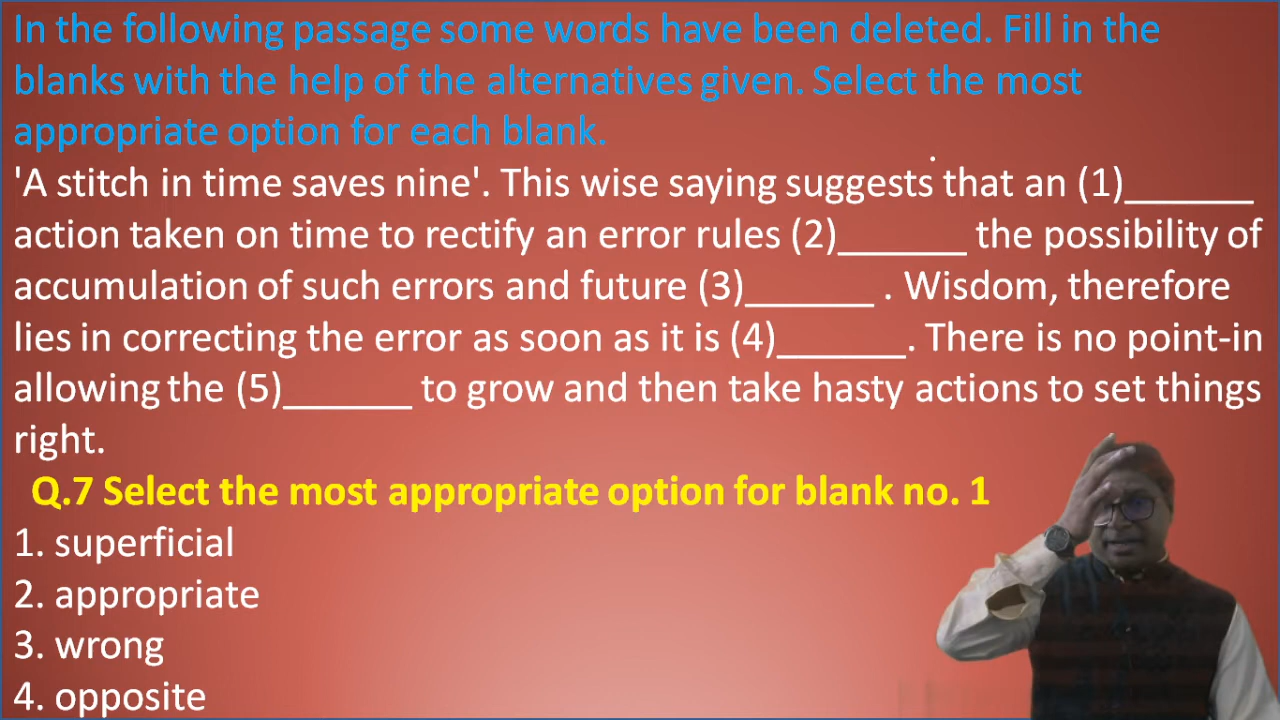 In the following passage some words have been deleted. Fill in the
blanks with the help of the alternatives given. Select the most
appropriate option for each blank.
'A stitch in time saves nine'. This wise saying suggests that an (1)______
action taken on time to rectify an error rules (2)______ the possibility of
accumulation of such errors and future (3)______ . Wisdom, therefore
lies in correcting the error as soon as it is (4)______. There is no point-in
allowing the (5)______ to grow and then take hasty actions to set things
right.
Q.7 Select the most appropriate option for blank no. 1
1. superficial
2. appropriate
3. wrong
4. opposite